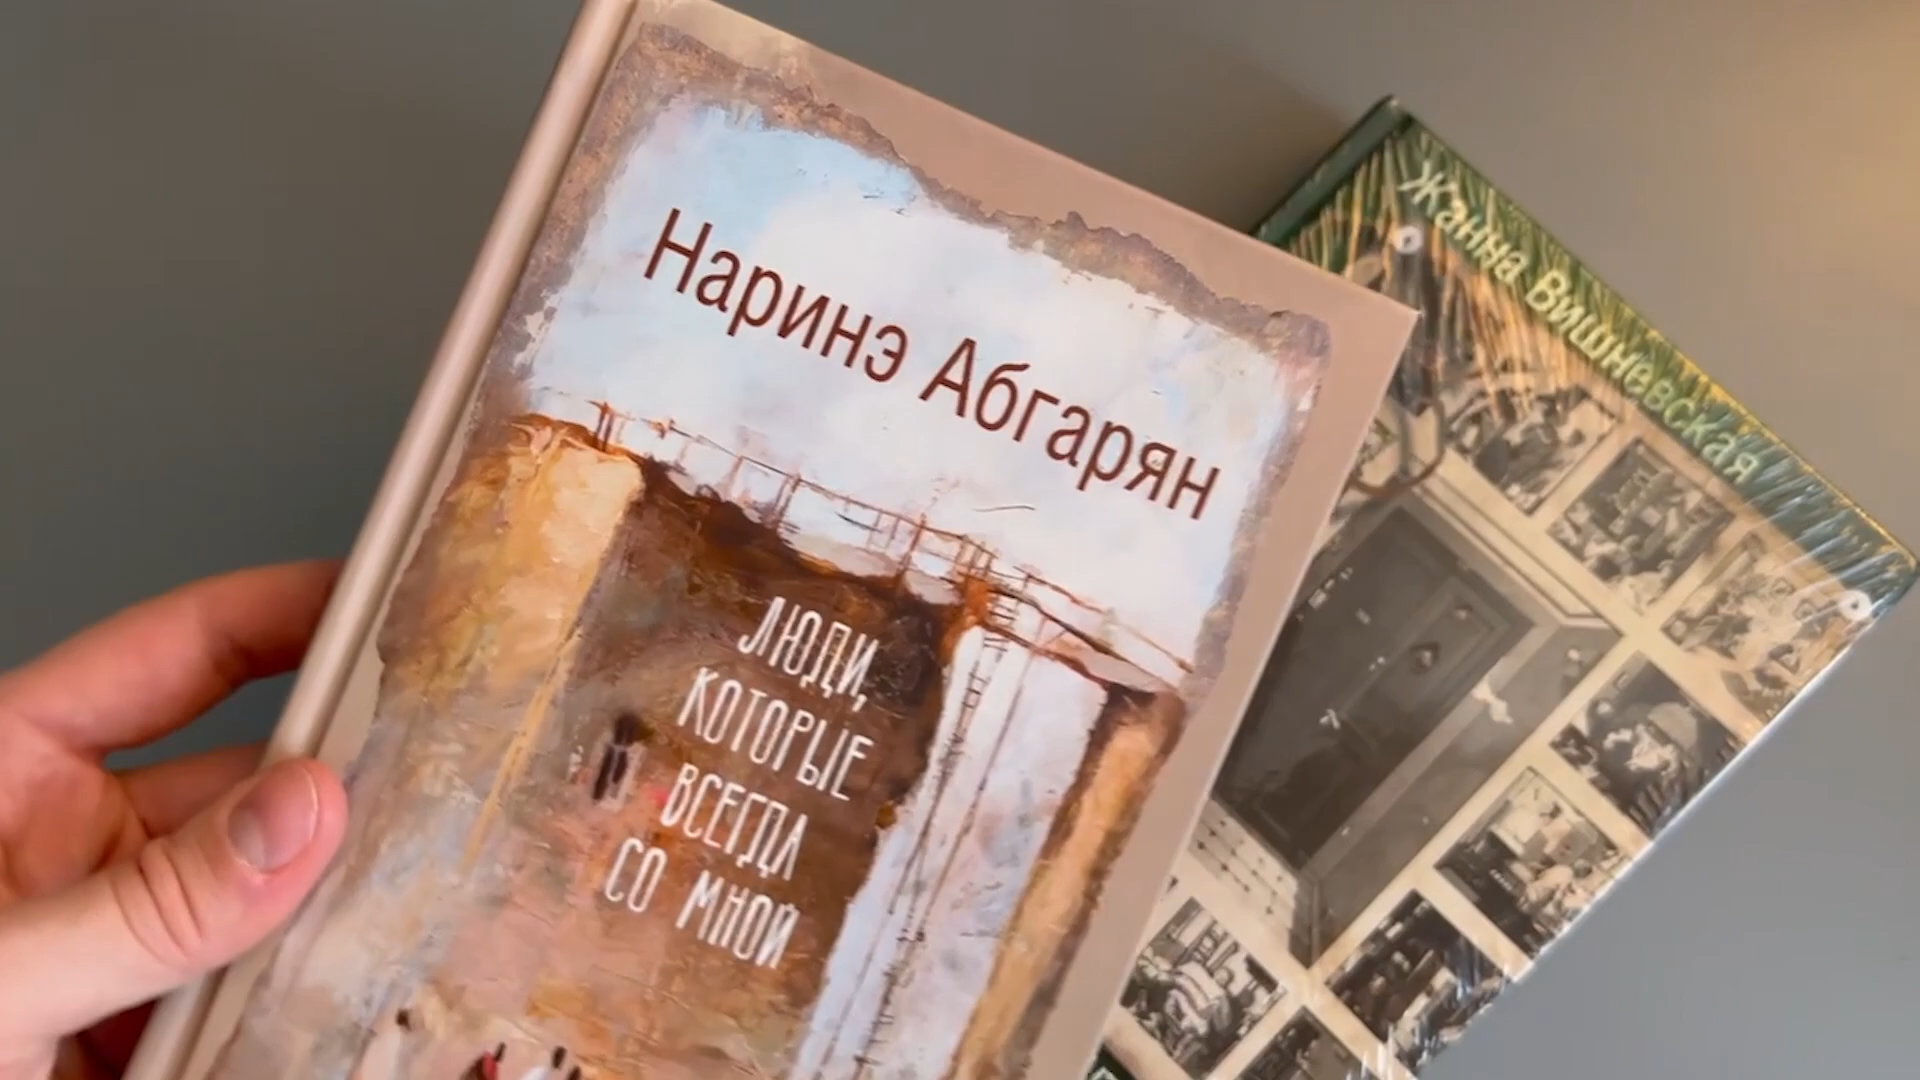 Наринэ Абгарян
ЛЮДИ,
КОТОРЫЕ
ВСЕГДА
СО МНОЙ
Жанна Вишневская